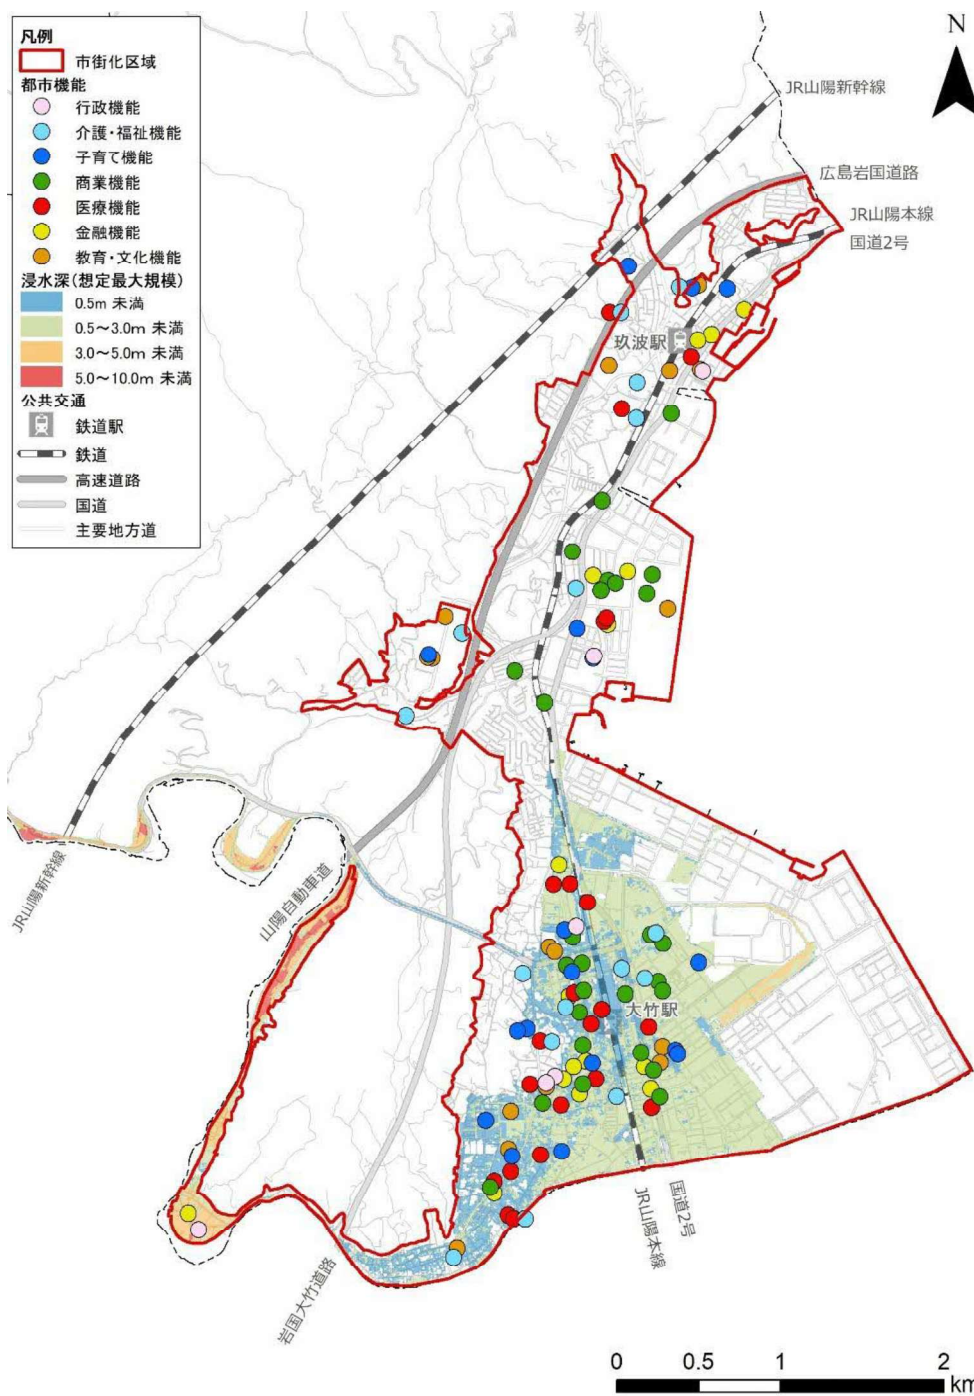 凡例
市街化区域
都市機能
行政機能
介護・福祉機能
子育て機能
商業機能
医療機能
金融機能
教育・文化機能
浸水深(想定最大規模)
0.5m 未満
0.5～3.0m 未満
3.0～5.0m 未満
5.0～10.0m 未満
公共交通
鉄道駅
鉄道
高速道路
国道
主要地方道
N
JR山陽新幹線
広島岩国道路
JR山陽本線
国道2号
玖波駅
JR山陽新幹線
山陽自動車道
大竹駅
国道2号
JR山陽本線
岩国大竹道路
0 0.5 1 2
km